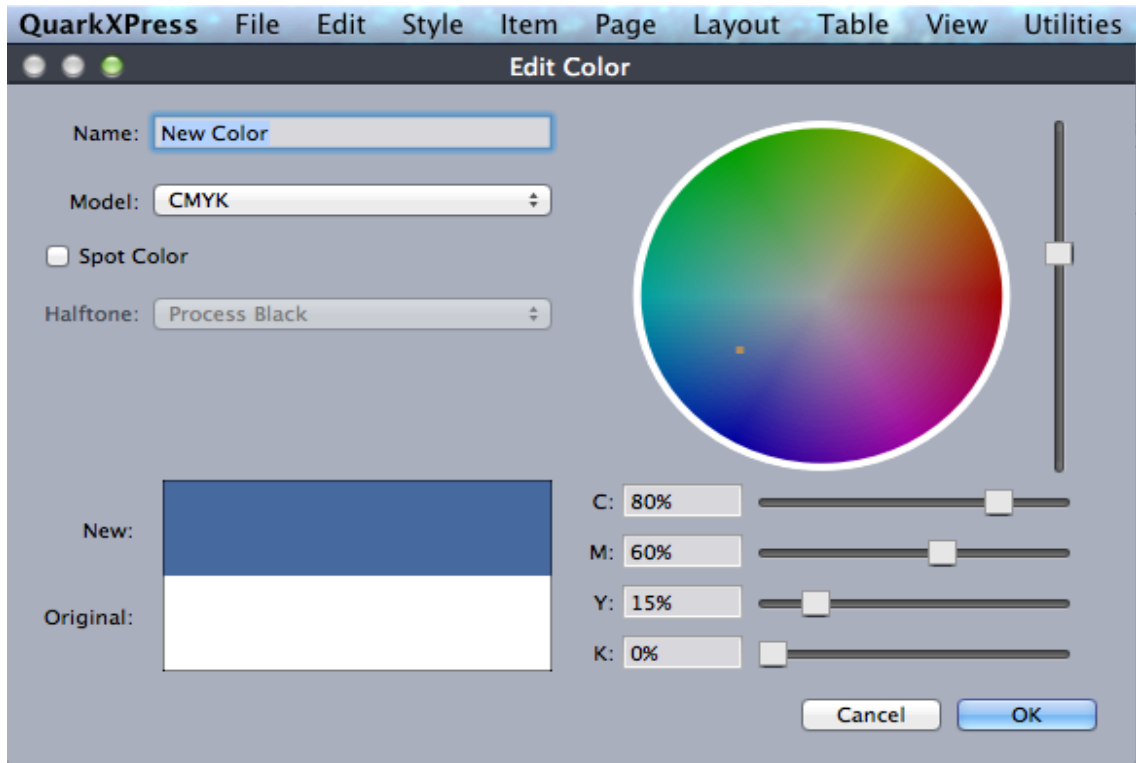 QuarkXPress File Edit Style Item Page Layout Table View Utilities
Edit Color
Name: New Color
Model: CMYK
Spot Color
Halftone: Process Black
New:
Original:
C: 80%
M: 60%
Y: 15%
K: 0%
Cancel OK